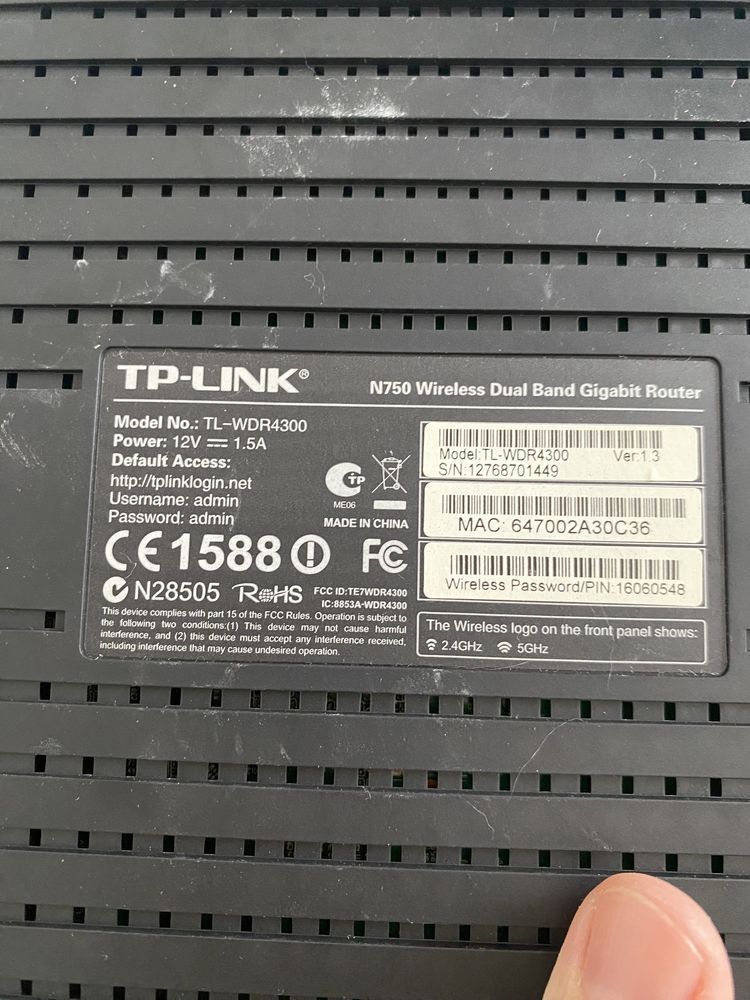 TP-LINK®
N750 Wireless Dual Band Gigabit Router
Model No.: TL-WDR4300
Power: 12V 1.5A
Default Access:
http://tplinklogin.net
Username: admin
Password: admin
TP
ME06
MADE IN CHINA
CE1588
FC
N28505
RoHS
FCC ID:TE7WDR4300
IC:8853A-WDR4300
This device complies with part 15 of the FCC Rules. Operation is subject to
the following two conditions:(1) This device may not cause harmful
interference, and (2) this device must accept any interference received,
including interference that may cause undesired operation.
Model:TL-WDR4300 Ver:1.3
S/N:12768701449
MAC: 647002A30C36
Wireless Password/PIN:16060548
The Wireless logo on the front panel shows:
2.4GHz 5GHz